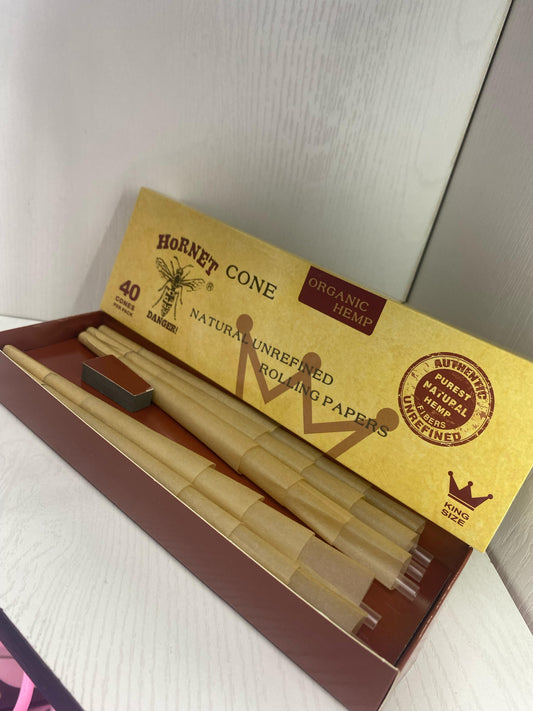 HORNET
®
DANGER!
40
CONES
PER PACK
CONE
ORGANIC
HEMP
NATURAL UNREFINED
ROLLING PAPERS
AUTHENTIC
PUREST
NATURAL
HEMP
FIBERS
UNREFINED
KING
SIZE